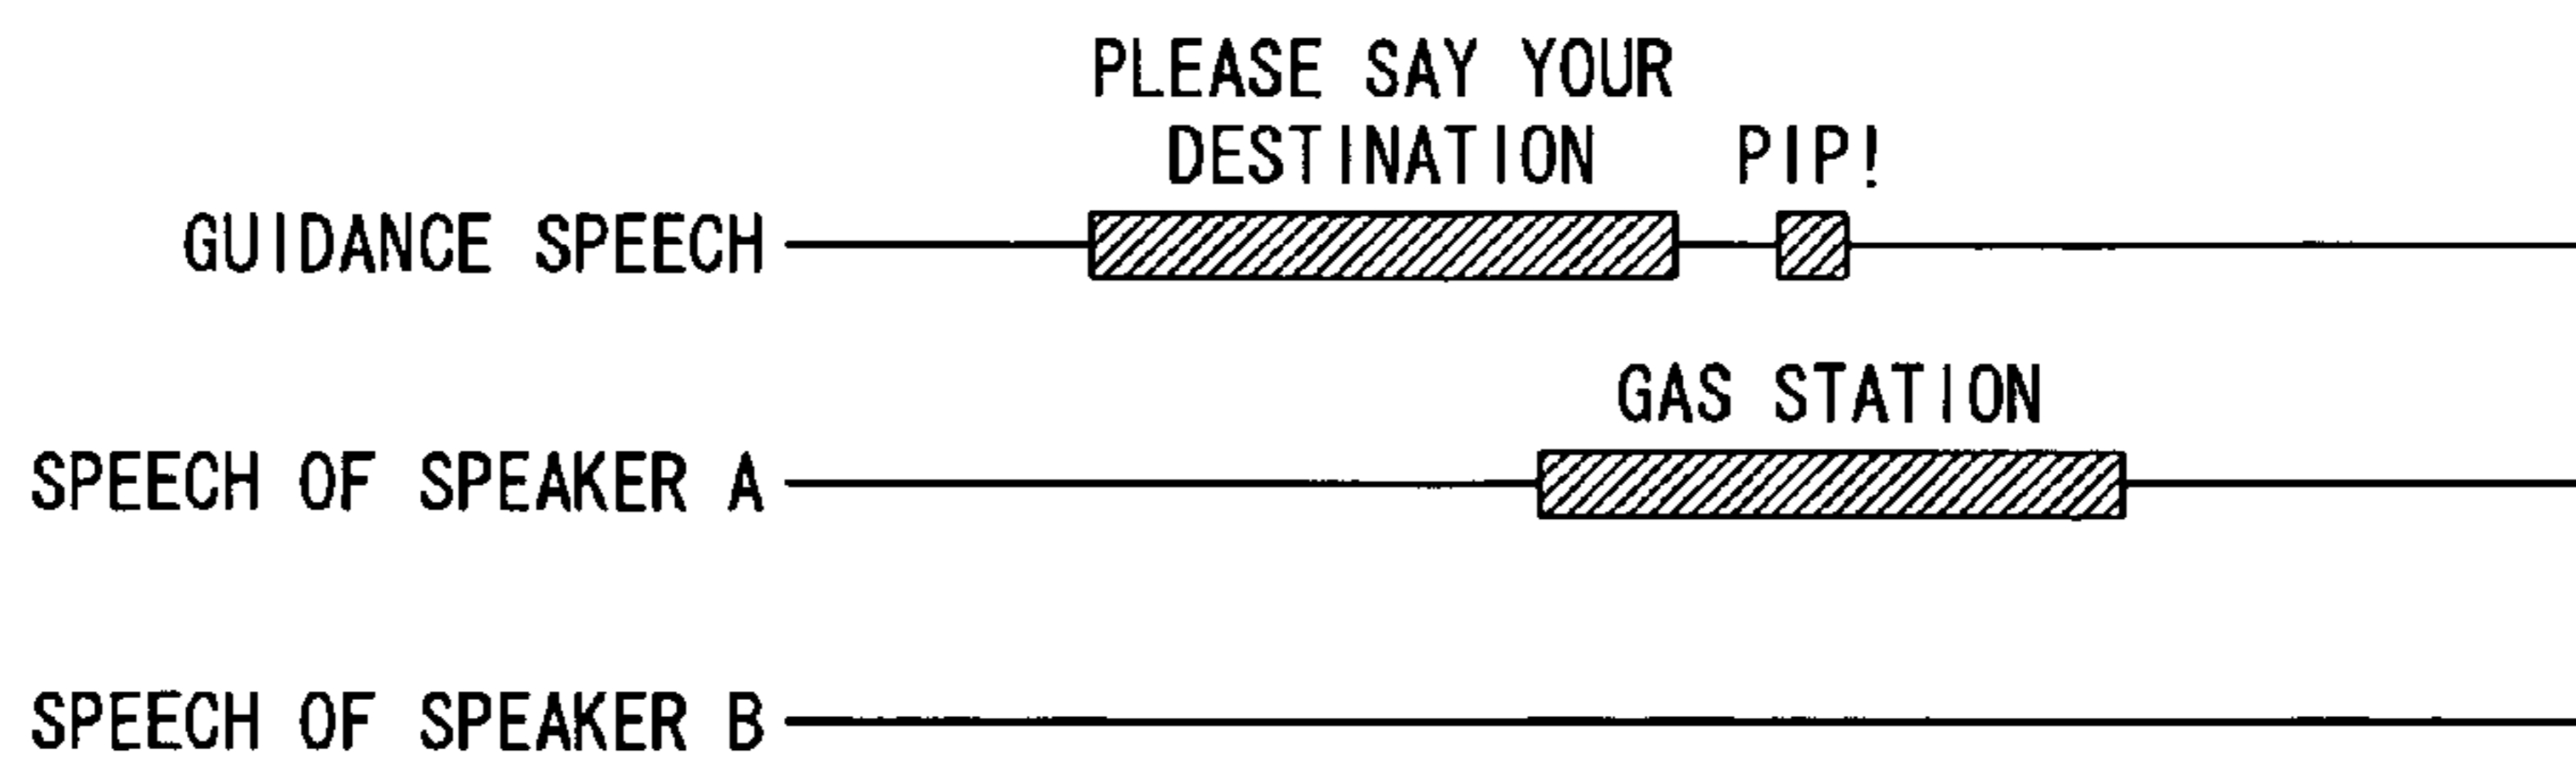 PLEASE SAY YOUR
DESTINATION PIP!
GUIDANCE SPEECH
GAS STATION
SPEECH OF SPEAKER A
SPEECH OF SPEAKER B